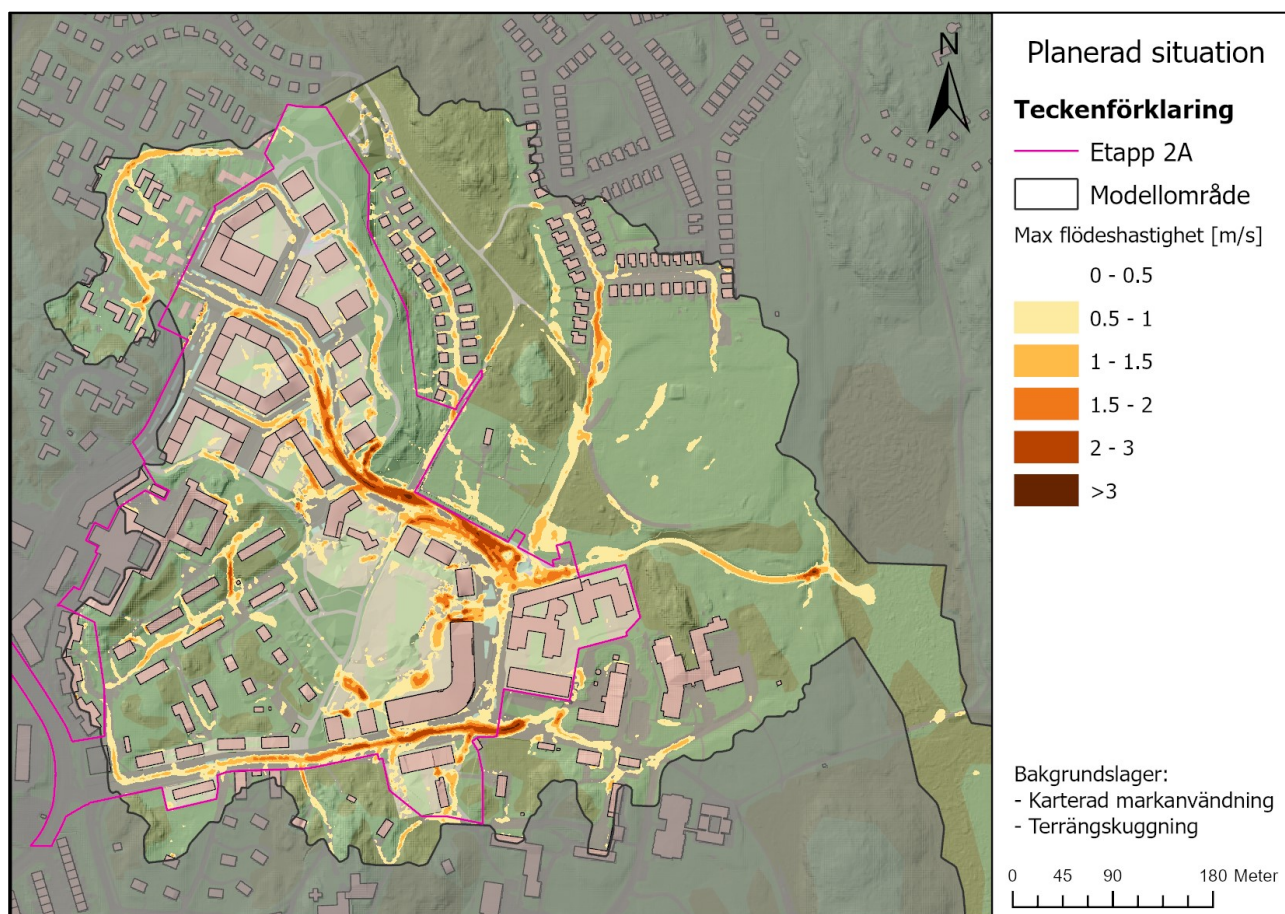 N
Planerad situation
Teckenförklaring
Etapp 2A
Modellområde
Max flödeshastighet [m/s]
0 - 0.5
0.5 - 1
1 - 1.5
1.5 - 2
2 - 3
>3
Bakgrundslager:
- Karterad markanvändning
- Terrängskuggning
0 45 90 180 Meter